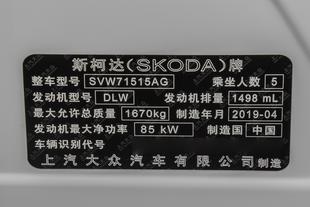 斯柯达（SKODA）牌
整车型号 SVW71515AG 乘坐人数 5
发动机型号 DLW 发动机排量 1498 mL
最大允许总质量 1670kg 制造年月 2019-04
发动机最大净功率 85 kW 制造国 中国
车辆识别代号
上汽大众汽车有限公司 制造